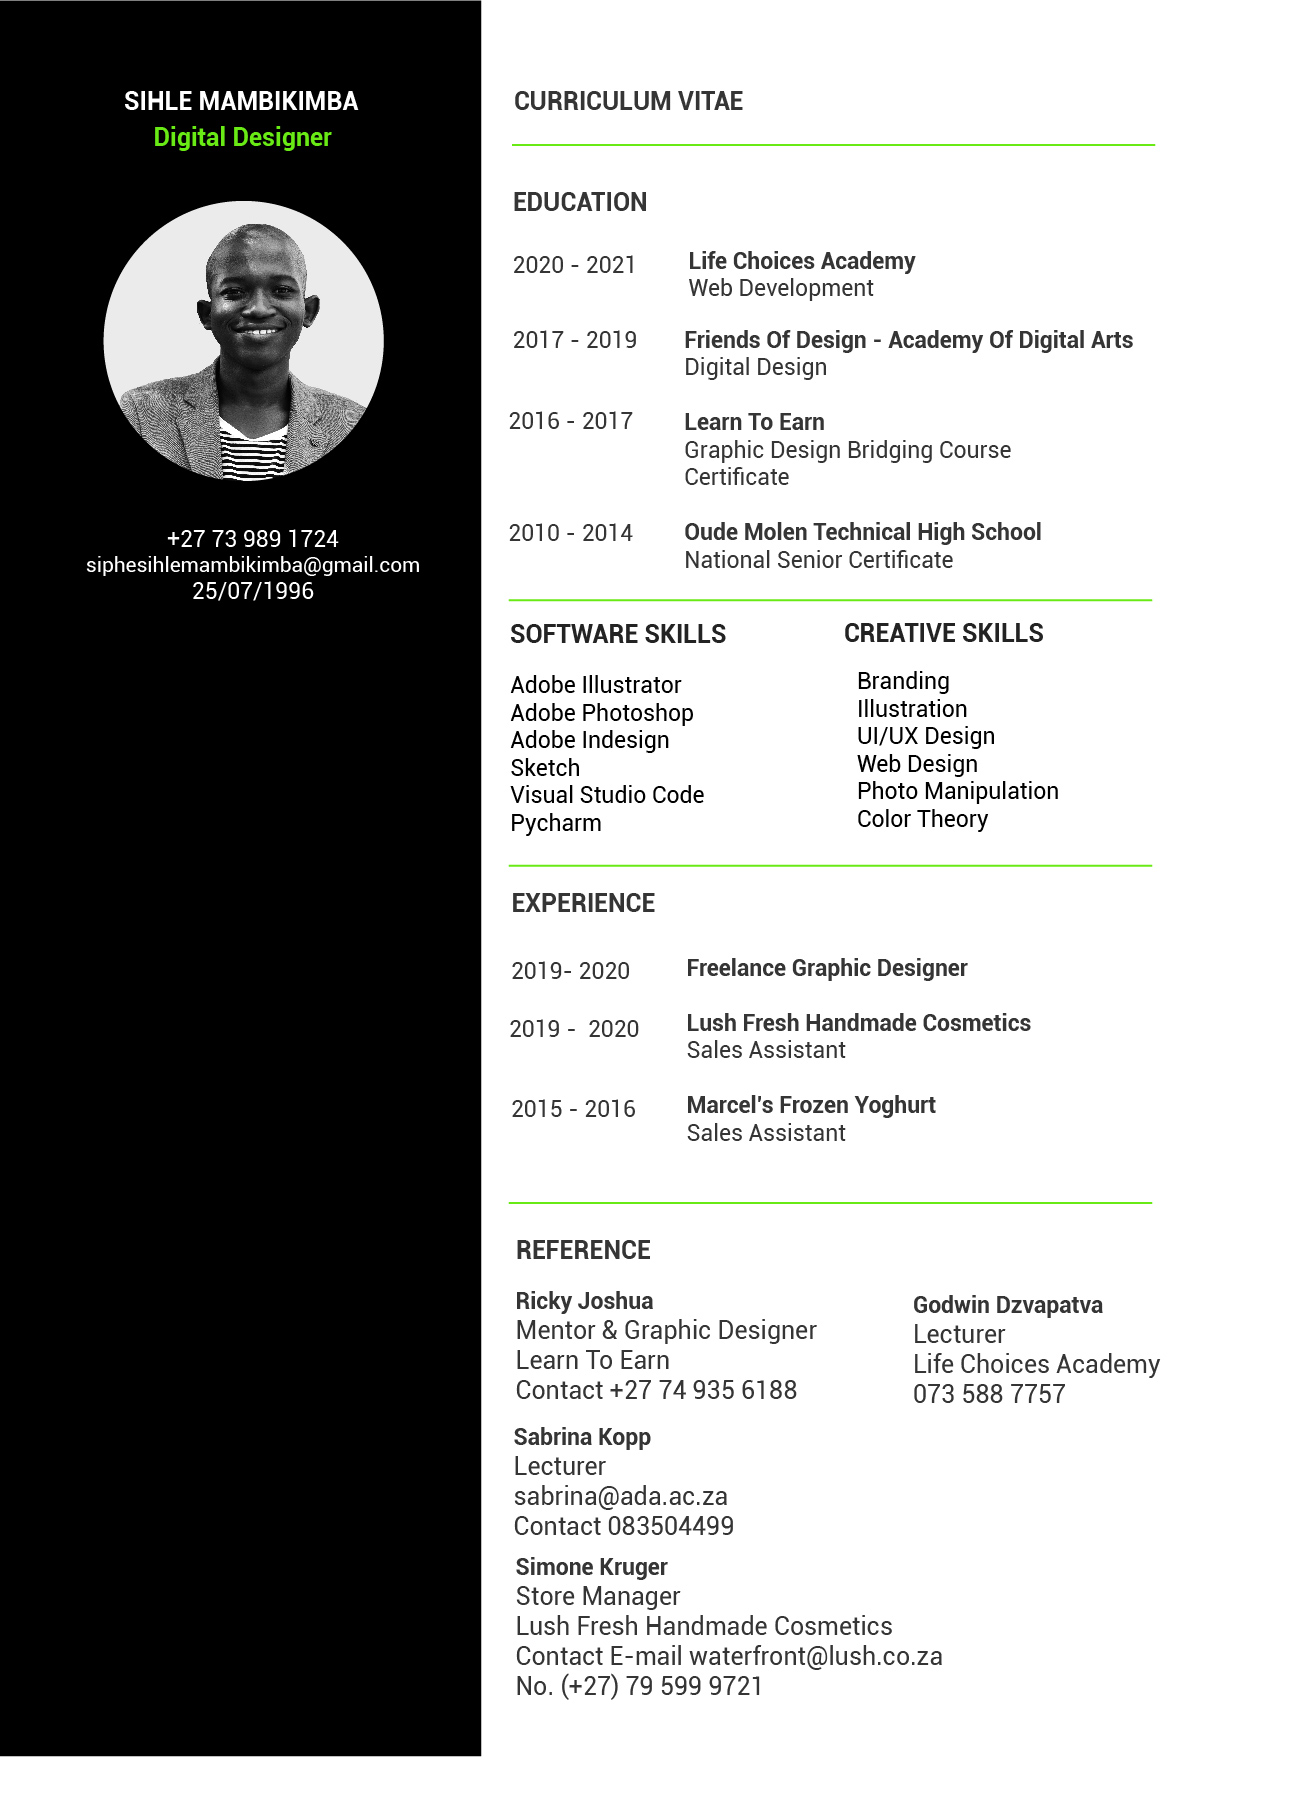 SIHLE MAMBIKIMBA
Digital Designer
+27 73 989 1724
siphesihlemambikimba@gmail.com
25/07/1996
CURRICULUM VITAE
EDUCATION
2020 - 2021
Life Choices Academy
Web Development
2017 - 2019
Friends Of Design - Academy Of Digital Arts
Digital Design
2016 - 2017
Learn To Earn
Graphic Design Bridging Course
Certificate
2010 - 2014
Oude Molen Technical High School
National Senior Certificate
SOFTWARE SKILLS
Adobe Illustrator
Adobe Photoshop
Adobe Indesign
Sketch
Visual Studio Code
Pycharm
CREATIVE SKILLS
Branding
Illustration
UI/UX Design
Web Design
Photo Manipulation
Color Theory
EXPERIENCE
2019- 2020
Freelance Graphic Designer
2019 -  2020
Lush Fresh Handmade Cosmetics
Sales Assistant
2015 - 2016
Marcel's Frozen Yoghurt
Sales Assistant
REFERENCE
Ricky Joshua
Mentor & Graphic Designer
Learn To Earn
Contact +27 74 935 6188
Godwin Dzvapatva
Lecturer
Life Choices Academy
073 588 7757
Sabrina Kopp
Lecturer
sabrina@ada.ac.za
Contact 083504499
Simone Kruger
Store Manager
Lush Fresh Handmade Cosmetics
Contact E-mail waterfront@lush.co.za
No. (+27) 79 599 9721